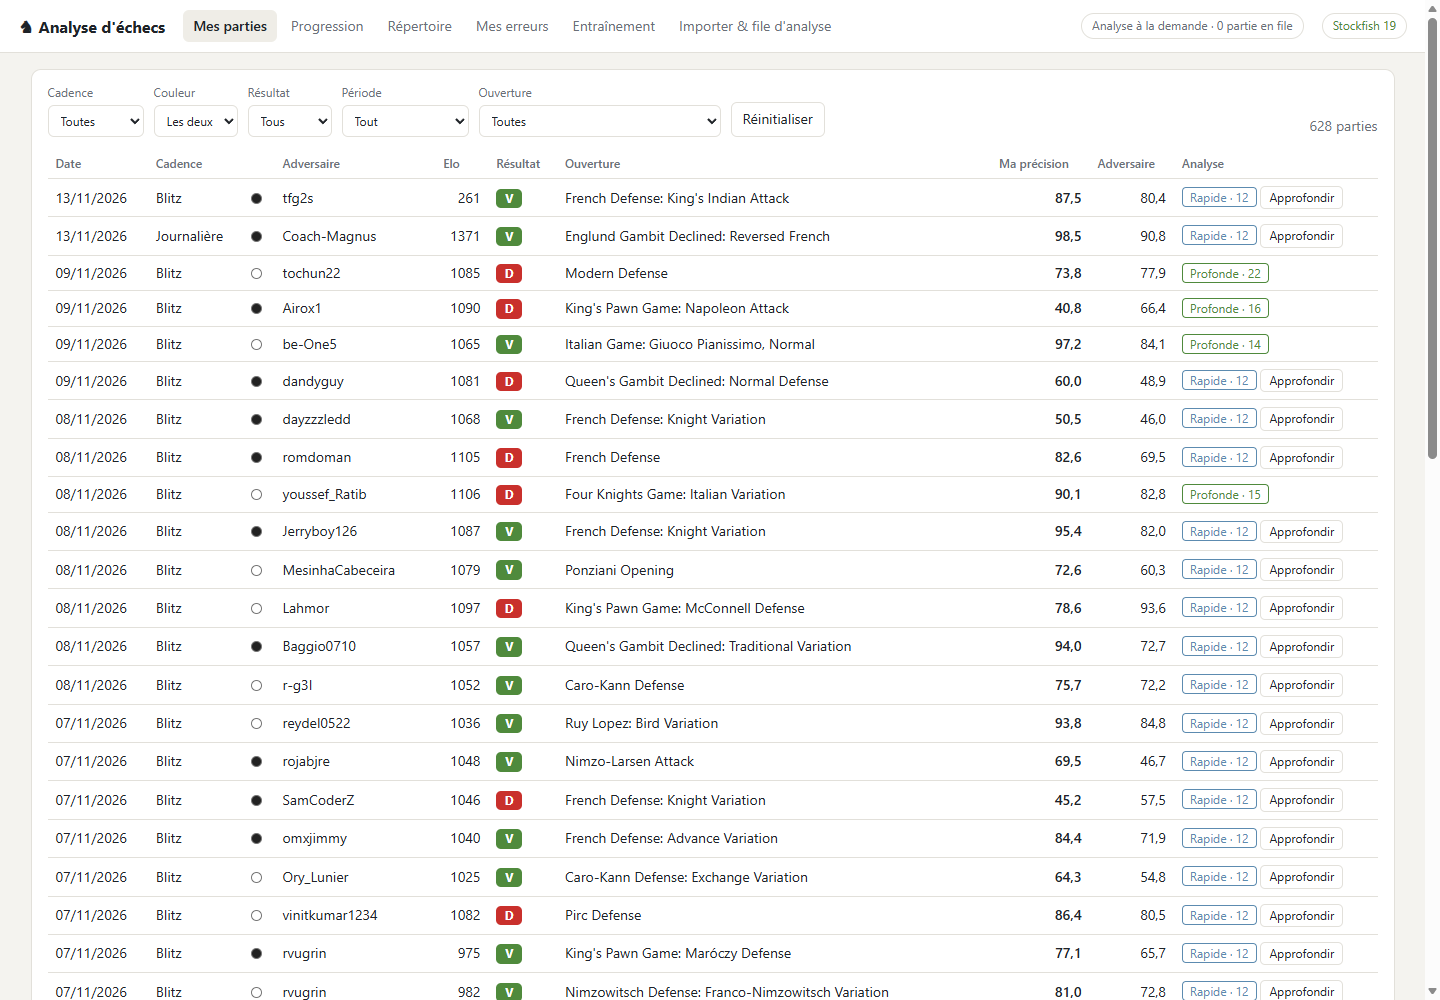 ♞ Analyse d'échecs Mes parties Progression Répertoire Mes erreurs Entraînement Importer & file d'analyse Analyse à la demande · 0 partie en file Stockfish 19
Cadence Couleur Résultat Période Ouverture
Toutes Les deux Tous Tout Toutes Réinitialiser 628 parties
Date Cadence Adversaire Elo Résultat Ouverture Ma précision Adversaire Analyse
13/11/2026 Blitz tfg2s 261 V French Defense: King's Indian Attack 87,5 80,4 Rapide · 12 Approfondir
13/11/2026 Journalière Coach-Magnus 1371 V Englund Gambit Declined: Reversed French 98,5 90,8 Rapide · 12 Approfondir
09/11/2026 Blitz tochun22 1085 D Modern Defense 73,8 77,9 Profonde · 22
09/11/2026 Blitz Airox1 1090 D King's Pawn Game: Napoleon Attack 40,8 66,4 Profonde · 16
09/11/2026 Blitz be-One5 1065 V Italian Game: Giuoco Pianissimo, Normal 97,2 84,1 Profonde · 14
09/11/2026 Blitz dandyguy 1081 D Queen's Gambit Declined: Normal Defense 60,0 48,9 Rapide · 12 Approfondir
08/11/2026 Blitz dayzzzledd 1068 V French Defense: Knight Variation 50,5 46,0 Rapide · 12 Approfondir
08/11/2026 Blitz romdoman 1105 D French Defense 82,6 69,5 Rapide · 12 Approfondir
08/11/2026 Blitz youssef_Ratib 1106 D Four Knights Game: Italian Variation 90,1 82,8 Profonde · 15
08/11/2026 Blitz Jerryboy126 1087 V French Defense: Knight Variation 95,4 82,0 Rapide · 12 Approfondir
08/11/2026 Blitz MesinhaCabeceira 1079 V Ponziani Opening 72,6 60,3 Rapide · 12 Approfondir
08/11/2026 Blitz Lahmor 1097 D King's Pawn Game: McConnell Defense 78,6 93,6 Rapide · 12 Approfondir
08/11/2026 Blitz Baggio0710 1057 V Queen's Gambit Declined: Traditional Variation 94,0 72,7 Rapide · 12 Approfondir
08/11/2026 Blitz r-g3l 1052 V Caro-Kann Defense 75,7 72,2 Rapide · 12 Approfondir
07/11/2026 Blitz reydel0522 1036 V Ruy Lopez: Bird Variation 93,8 84,8 Rapide · 12 Approfondir
07/11/2026 Blitz rojabjre 1048 V Nimzo-Larsen Attack 69,5 46,7 Rapide · 12 Approfondir
07/11/2026 Blitz SamCoderZ 1046 D French Defense: Knight Variation 45,2 57,5 Rapide · 12 Approfondir
07/11/2026 Blitz omxjimmy 1040 V French Defense: Advance Variation 84,4 71,9 Rapide · 12 Approfondir
07/11/2026 Blitz Ory_Lunier 1025 V Caro-Kann Defense: Exchange Variation 64,3 54,8 Rapide · 12 Approfondir
07/11/2026 Blitz vinitkumar1234 1082 D Pirc Defense 86,4 80,5 Rapide · 12 Approfondir
07/11/2026 Blitz rvugrin 975 V King's Pawn Game: Maróczy Defense 77,1 65,7 Rapide · 12 Approfondir
07/11/2026 Blitz rvugrin 982 V Nimzowitsch Defense: Franco-Nimzowitsch Variation 81,0 72,8 Rapide · 12 Approfondir